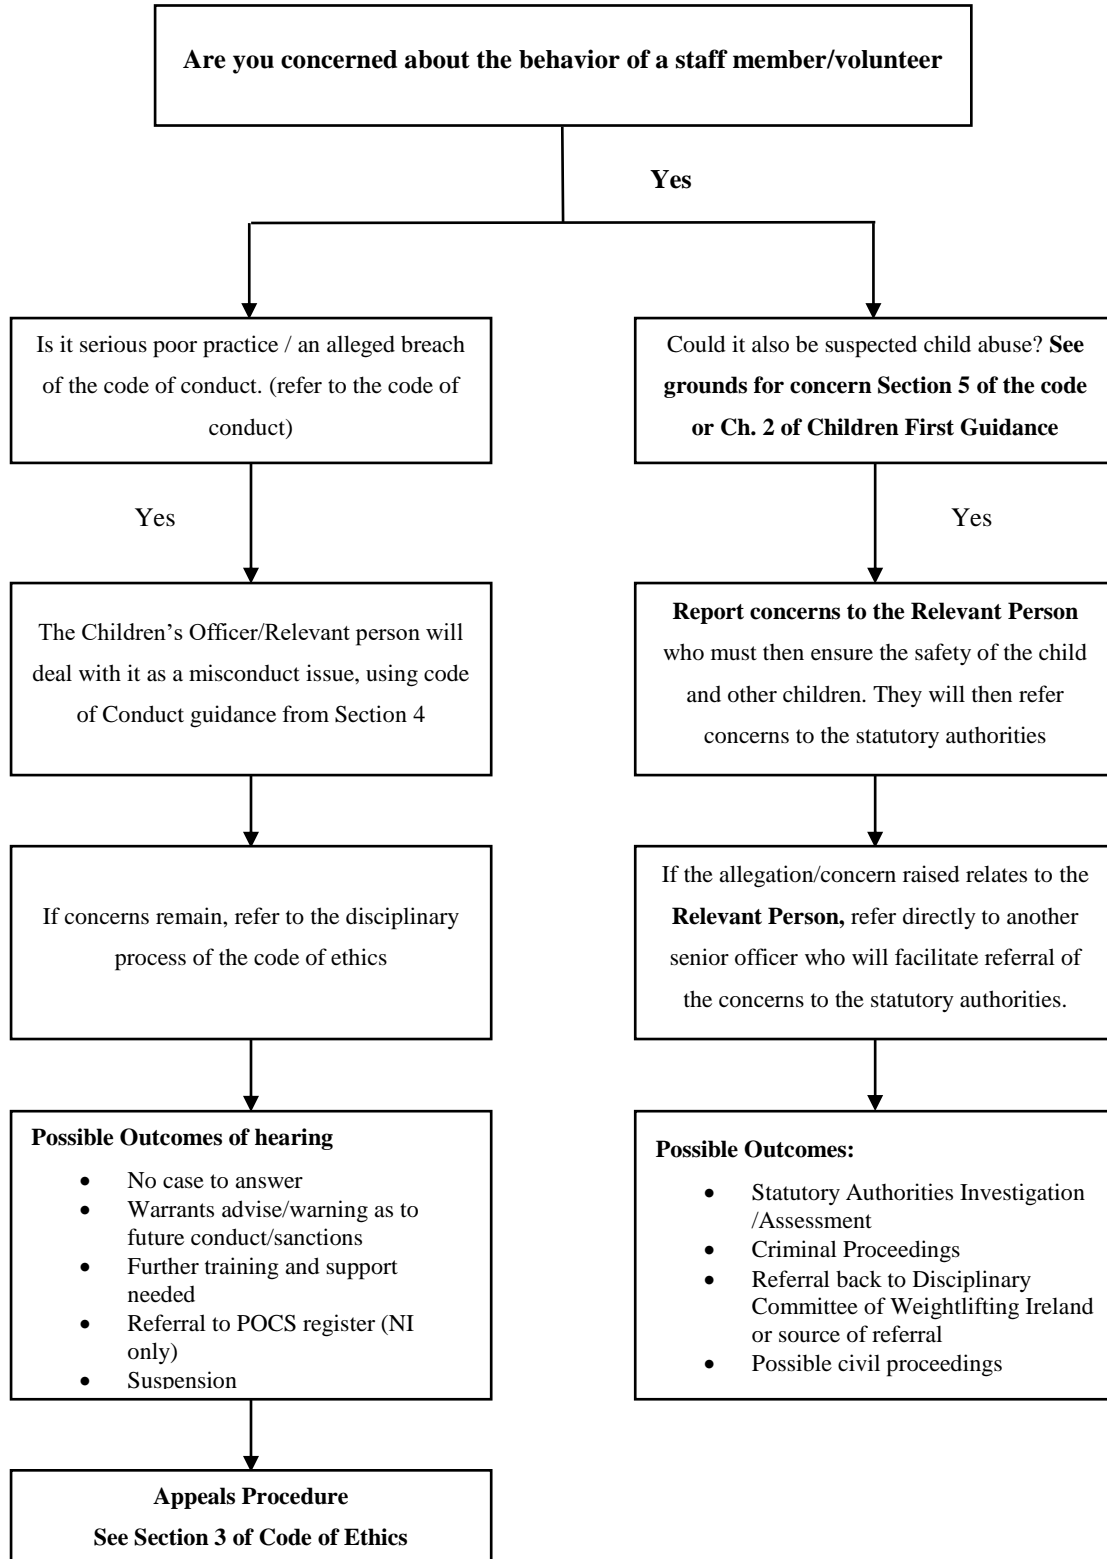 Are you concerned about the behavior of a staff member/volunteer
Yes
Is it serious poor practice / an alleged breach
of the code of conduct. (refer to the code of
conduct)
Yes
The Children’s Officer/Relevant person will
deal with it as a misconduct issue, using code
of Conduct guidance from Section 4
If concerns remain, refer to the disciplinary
process of the code of ethics
Possible Outcomes of hearing
• No case to answer
• Warrants advise/warning as to
future conduct/sanctions
• Further training and support
needed
• Referral to POCS register (NI
only)
• Suspension
Appeals Procedure
See Section 3 of Code of Ethics
Could it also be suspected child abuse? See
grounds for concern Section 5 of the code
or Ch. 2 of Children First Guidance
Yes
Report concerns to the Relevant Person
who must then ensure the safety of the child
and other children. They will then refer
concerns to the statutory authorities
If the allegation/concern raised relates to the
Relevant Person, refer directly to another
senior officer who will facilitate referral of
the concerns to the statutory authorities.
Possible Outcomes:
• Statutory Authorities Investigation
/Assessment
• Criminal Proceedings
• Referral back to Disciplinary
Committee of Weightlifting Ireland
or source of referral
• Possible civil proceedings